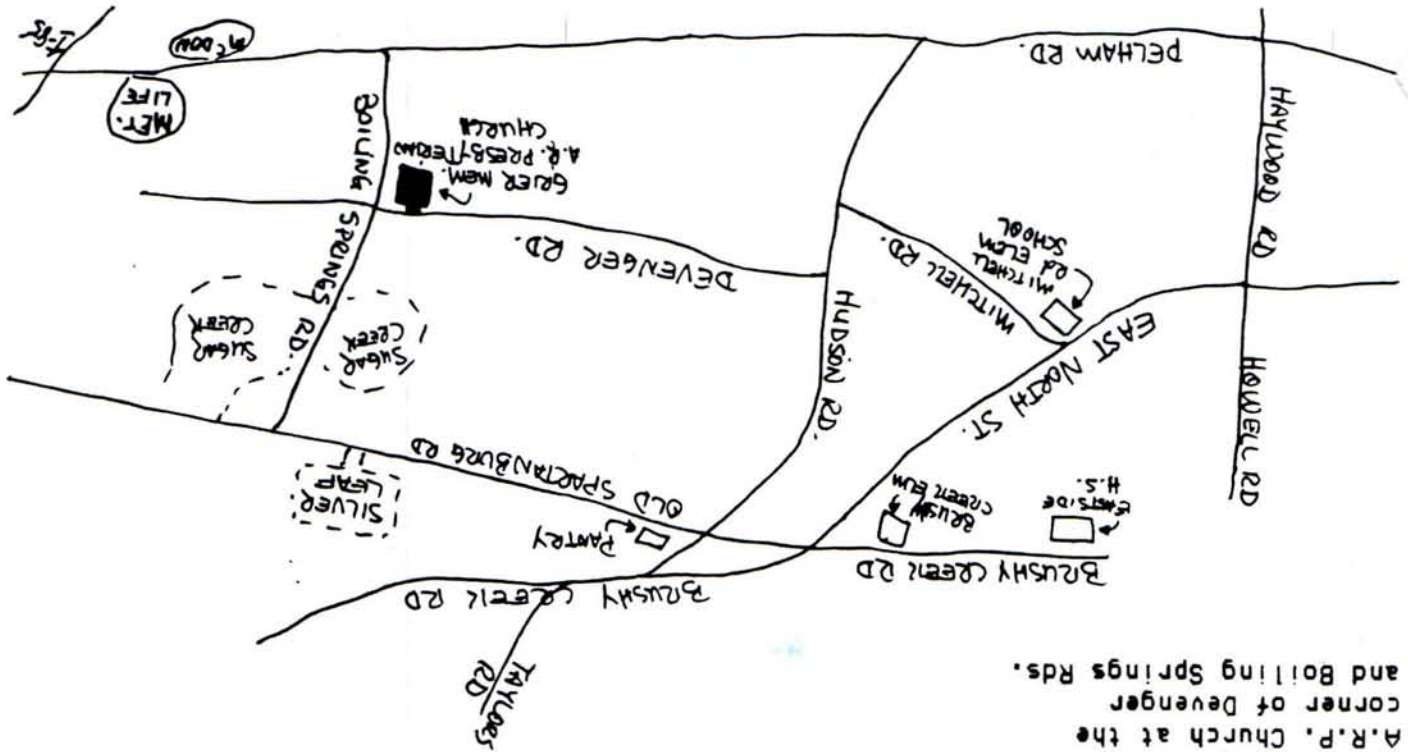 A.R.P. Church at the
corner of Devenger
and Boiling Springs Rds.
TAYLORS
RD
BRUSHY CREEK RD
BRUSHY CREEK RD
EASTSIDE
H.S.
BRUSHY
CREEK ELEM
PANTRY
OLD SPARTANBURG RD
SILVER
LEAF
HOWELL RD
EAST NORTH ST.
HUDSON RD.
SUGAR
CREEK
SUGAR
CREEK
MITCHELL
Rd ELEM
SCHOOL
MITCHELL RD.
DEVENGER RD.
BOILING SPRINGS RD.
GRIER MEM.
A.R. PRESBYTERIAN
CHURCH
HAYWOOD RD
PELHAM RD.
MET.
LIFE
McDON
I-85